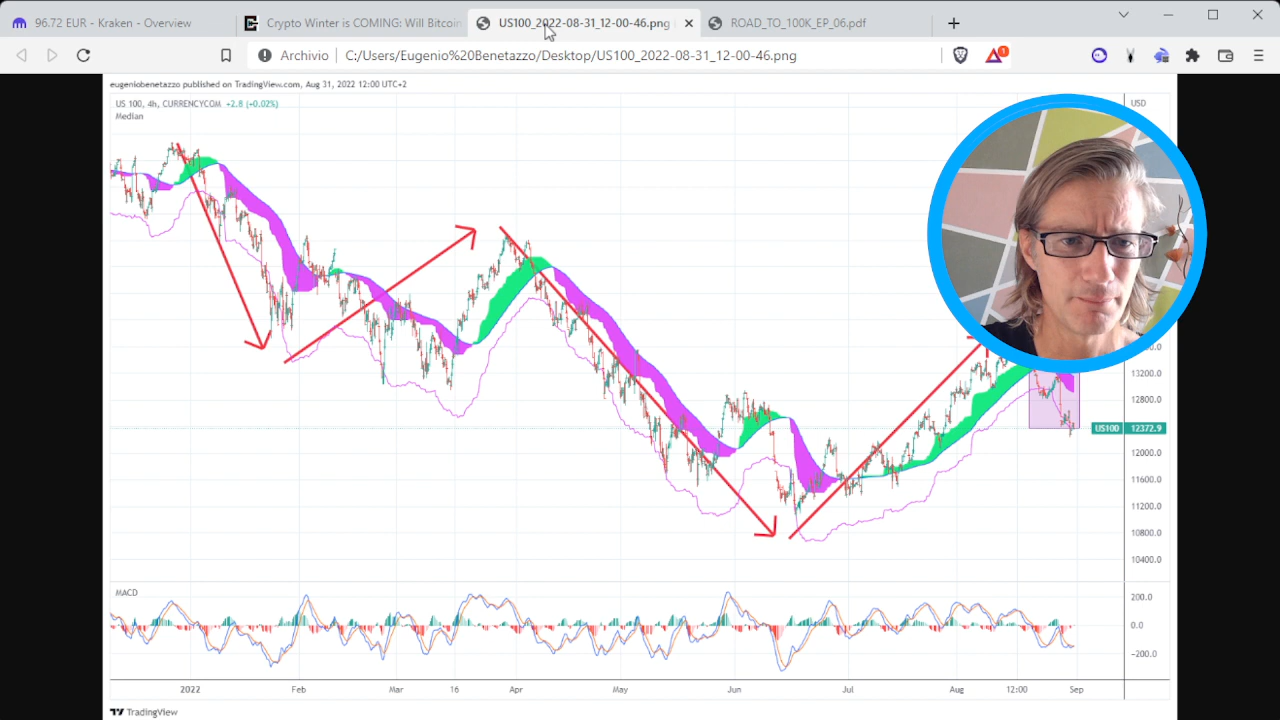 96.72 EUR - Kraken - Overview
Crypto Winter is COMING: Will Bitcoin
US100_2022-08-31_12-00-46.png
ROAD_TO_100K_EP_06.pdf
Archivio
C:/Users/Eugenio%20Benetazzo/Desktop/US100_2022-08-31_12-00-46.png
1
eugeniobenetazzo published on TradingView.com, Aug 31, 2022 12:00 UTC+2
US 100, 4h, CURRENCYCOM +2.8 (+0.02%)
USD
Median
13200.0
12800.0
US100 12372.9
12000.0
11600.0
11200.0
10800.0
10400.0
MACD
200.0
0.0
−200.0
2022 Feb Mar 16 Apr May Jun Jul Aug 12:00 Sep
TradingView